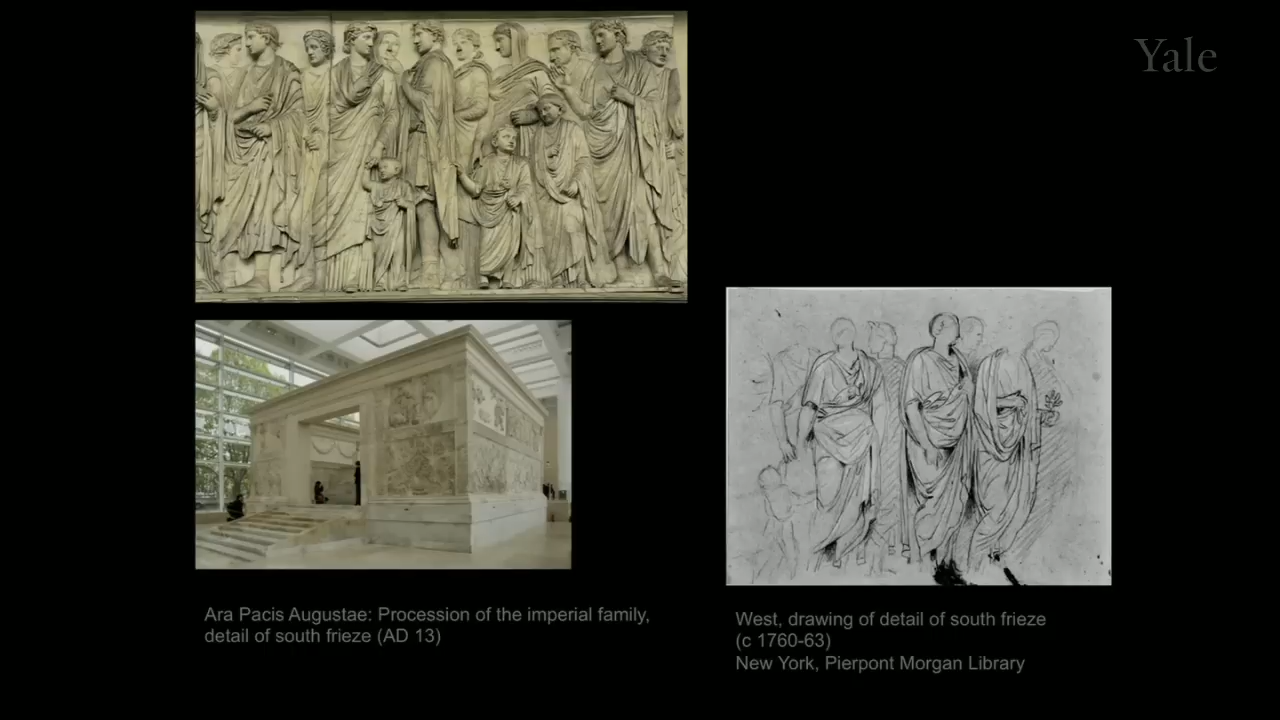 Yale
Ara Pacis Augustae: Procession of the imperial family,
detail of south frieze (AD 13)
West, drawing of detail of south frieze
(c 1760-63)
New York, Pierpont Morgan Library